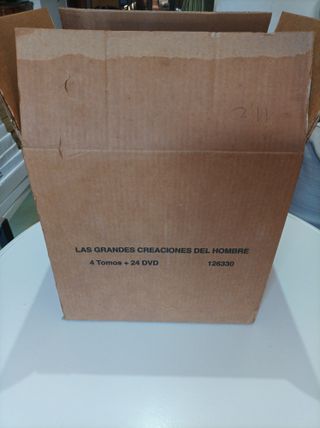 LAS GRANDES CREACIONES DEL HOMBRE
4 Tomos + 24 DVD 126330